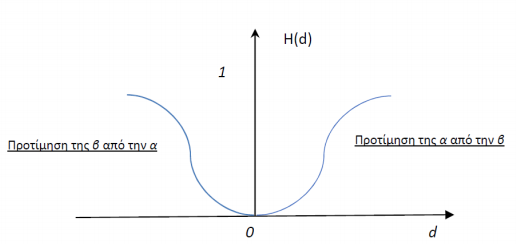 H(d)
1
Προτίμηση της β από την α
Προτίμηση της α από την β
0
d